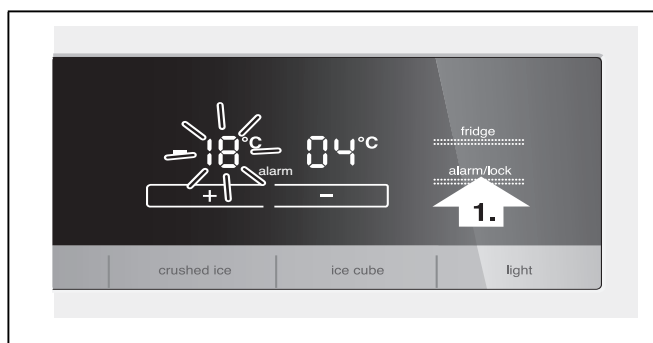 -18°C 04°C
alarm
+ -
fridge
alarm/lock
1.
crushed ice ice cube light